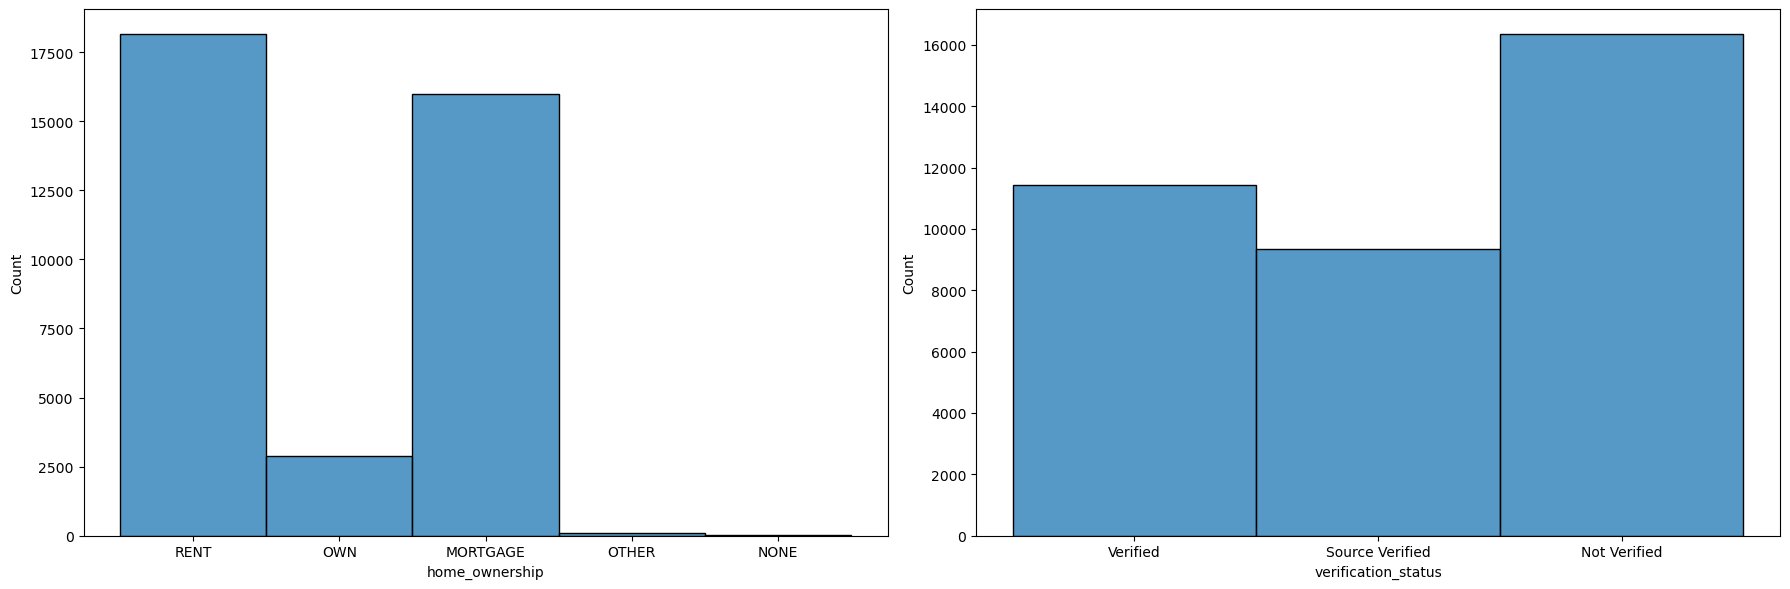 Count
17500
15000
12500
10000
7500
5000
2500
0
RENT OWN MORTGAGE OTHER NONE
home_ownership
Count
16000
14000
12000
10000
8000
6000
4000
2000
0
Verified Source Verified Not Verified
verification_status